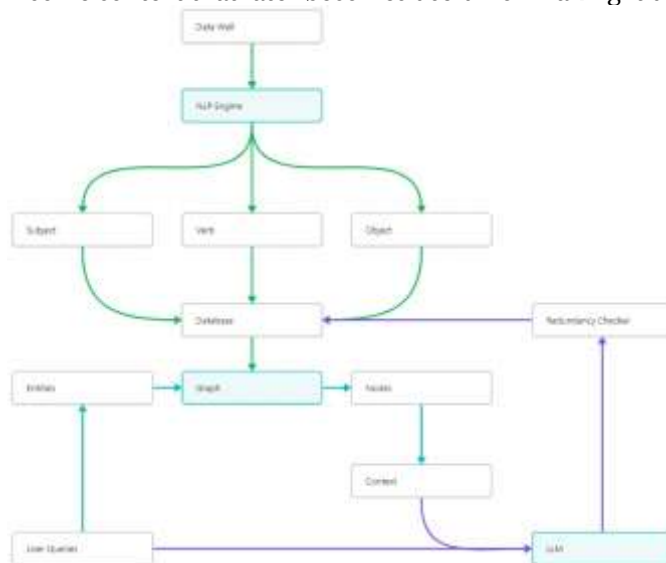 Data Wall
NLP Engine
Subject
Verb
Object
Database
Redundancy Checker
Entities
Graph
Nodes
Context
User Queries
LLM